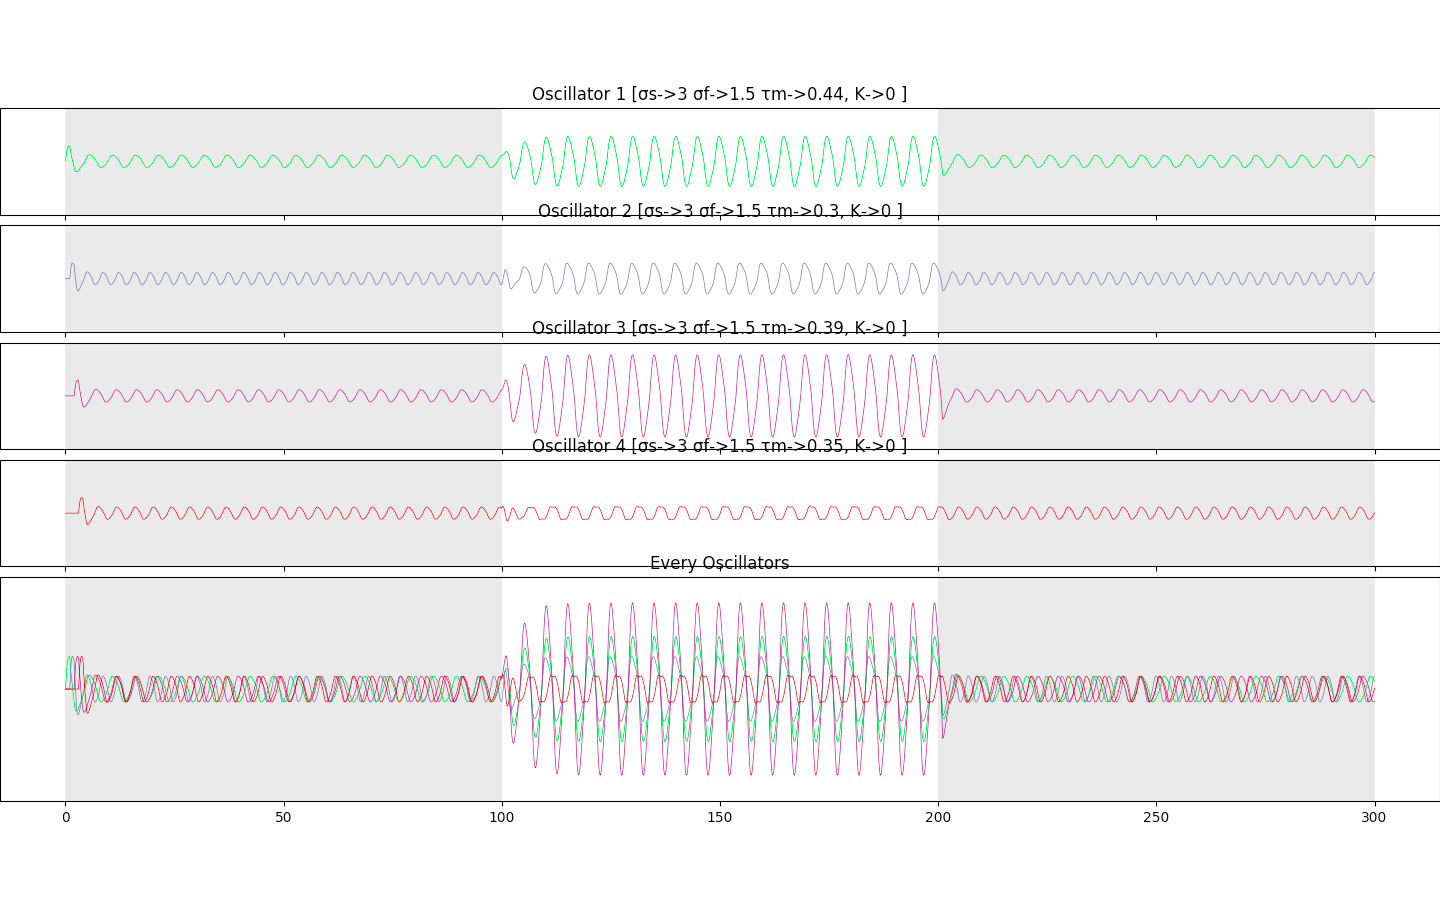 Oscillator 1 [σs->3 σf->1.5 τm->0.44, K->0 ]
Oscillator 2 [σs->3 σf->1.5 τm->0.3, K->0 ]
Oscillator 3 [σs->3 σf->1.5 τm->0.39, K->0 ]
Oscillator 4 [σs->3 σf->1.5 τm->0.35, K->0 ]
Every Oscillators
0 50 100 150 200 250 300